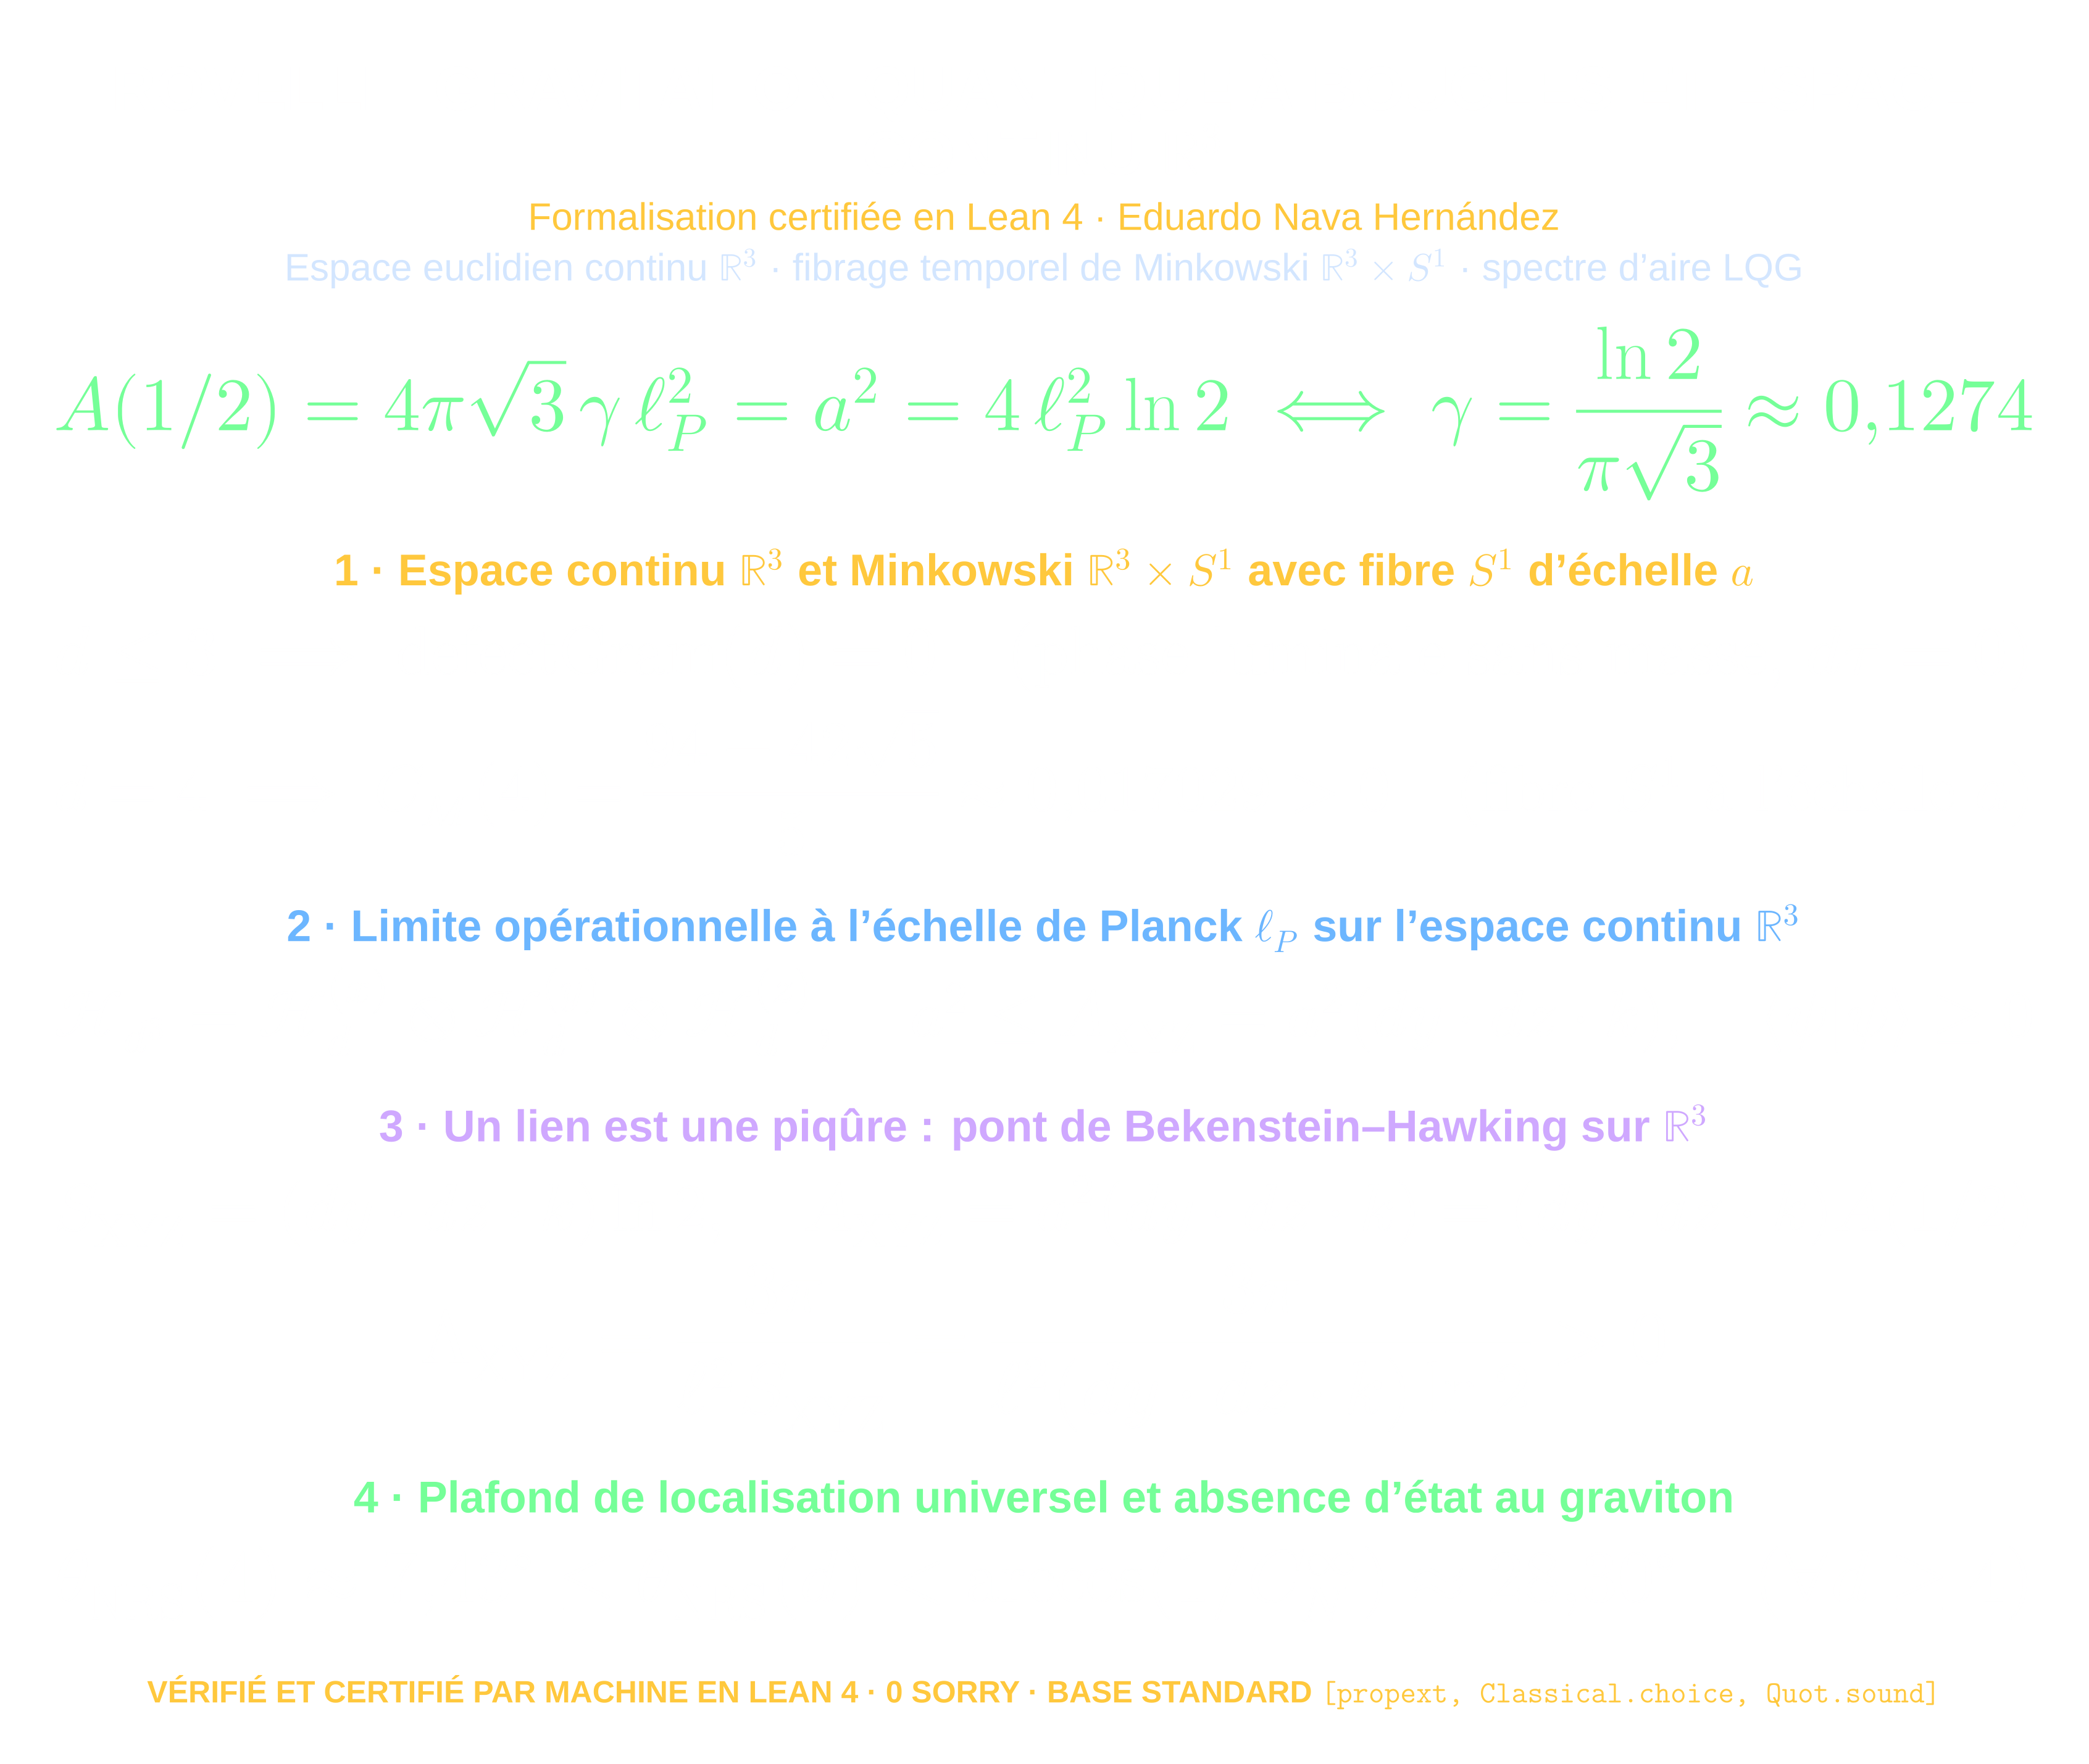 Formalisation certifiée en Lean 4 · Eduardo Nava Hernández
Espace euclidien continu ℝ³ · fibrage temporel de Minkowski ℝ³ × S¹ · spectre d’aire LQG
A(1/2) = 4π√3 γ ℓ_P² = a² = 4 ℓ_P² ln 2 ⟺ γ = ln 2 / (π√3) ≈ 0,1274
1 · Espace continu ℝ³ et Minkowski ℝ³ × S¹ avec fibre S¹ d’échelle a
2 · Limite opérationnelle à l’échelle de Planck ℓ_P sur l’espace continu ℝ³
3 · Un lien est une piqûre : pont de Bekenstein–Hawking sur ℝ³
4 · Plafond de localisation universel et absence d’état au graviton
VÉRIFIÉ ET CERTIFIÉ PAR MACHINE EN LEAN 4 · 0 SORRY · BASE STANDARD [propext, Classical.choice, Quot.sound]